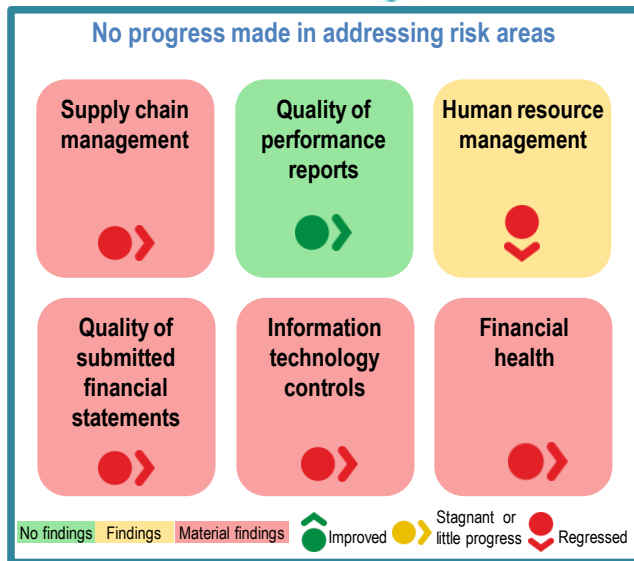 No progress made in addressing risk areas
Supply chain
management
Quality of
performance
reports
Human resource
management
Quality of
submitted
financial
statements
Information
technology
controls
Financial
health
No findings
Findings
Material findings
Improved
Stagnant or
little progress
Regressed